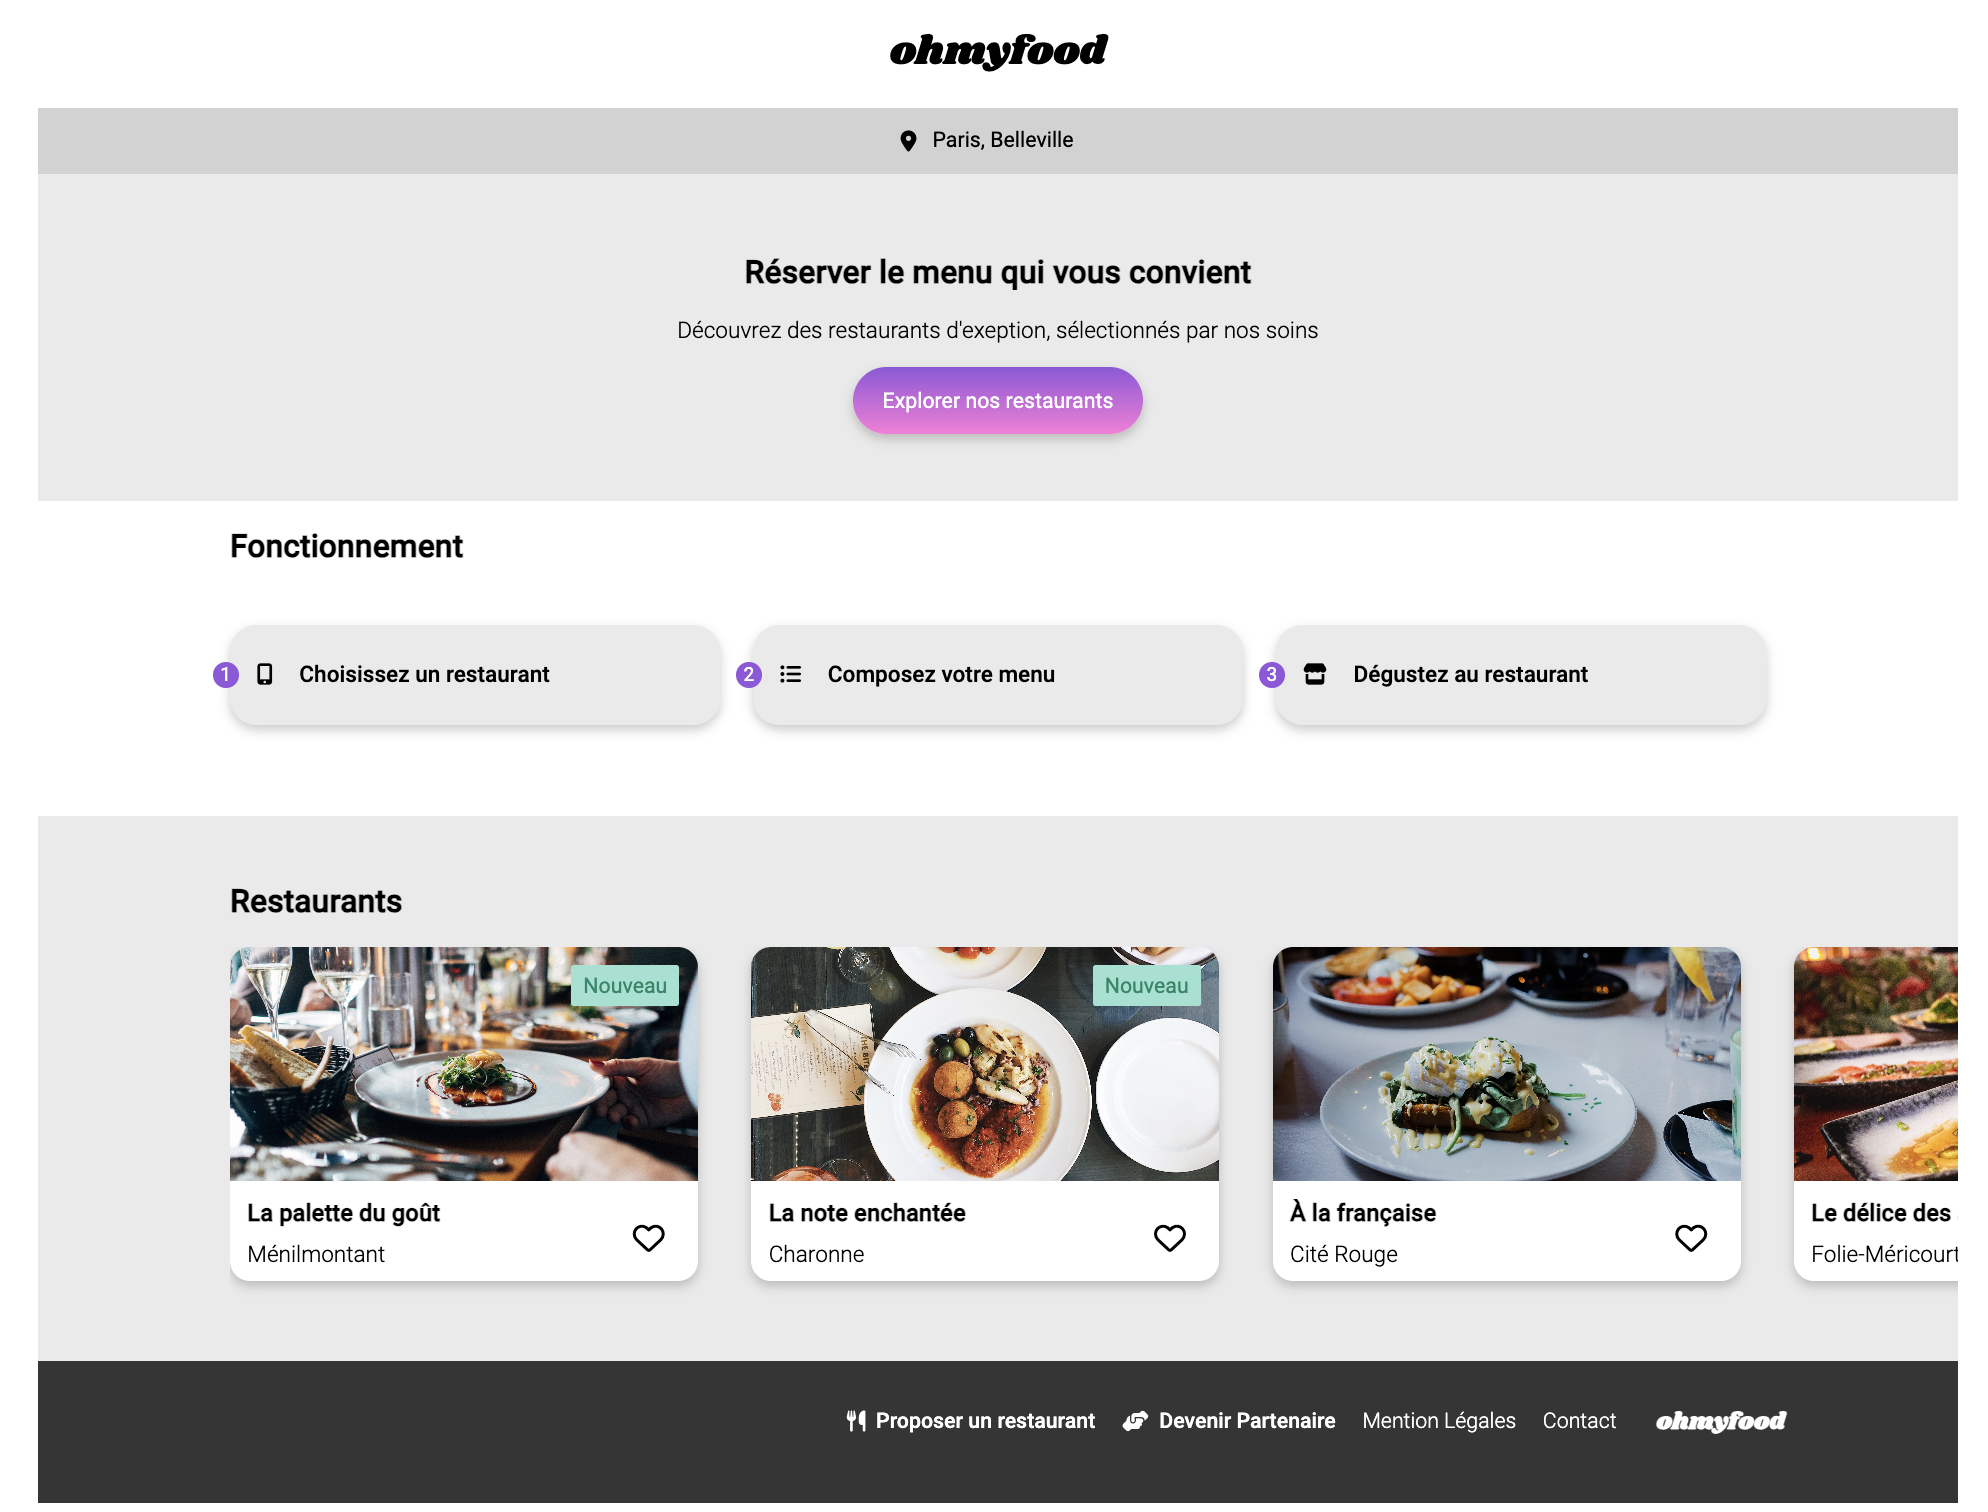 ohmyfood
Paris, Belleville
Réserver le menu qui vous convient
Découvrez des restaurants d'exeption, sélectionnés par nos soins
Explorer nos restaurants
Fonctionnement
1 Choisissez un restaurant
2 Composez votre menu
3 Dégustez au restaurant
Restaurants
Nouveau
Nouveau
La palette du goût
Ménilmontant
La note enchantée
Charonne
À la française
Cité Rouge
Le délice des
Folie-Méricourt
Proposer un restaurant Devenir Partenaire Mention Légales Contact ohmyfood